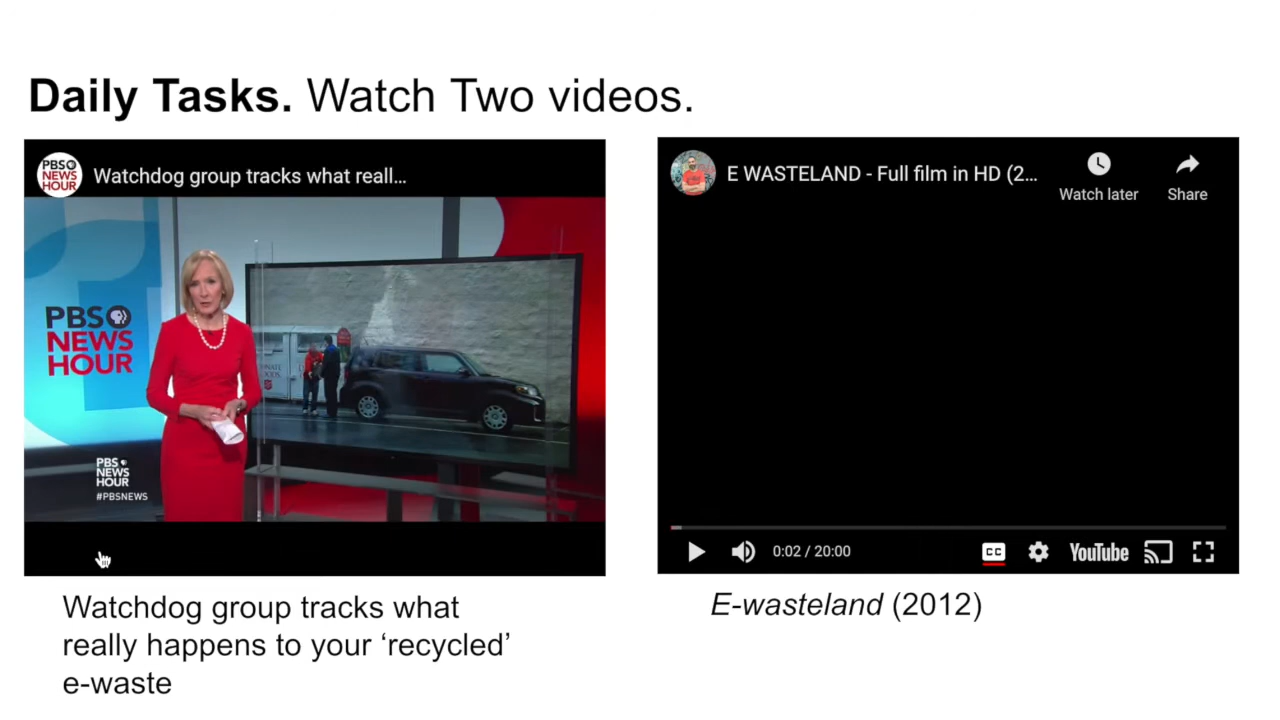 Daily Tasks. Watch Two videos.
PBS
NEWS
HOUR
Watchdog group tracks what reall...
PBS
NEWS
HOUR
PBS
NEWS
HOUR
#PBSNEWS
E WASTELAND - Full film in HD (2...
Watch later
Share
0:02 / 20:00
CC
YouTube
Watchdog group tracks what
really happens to your ‘recycled’
e-waste
E-wasteland (2012)